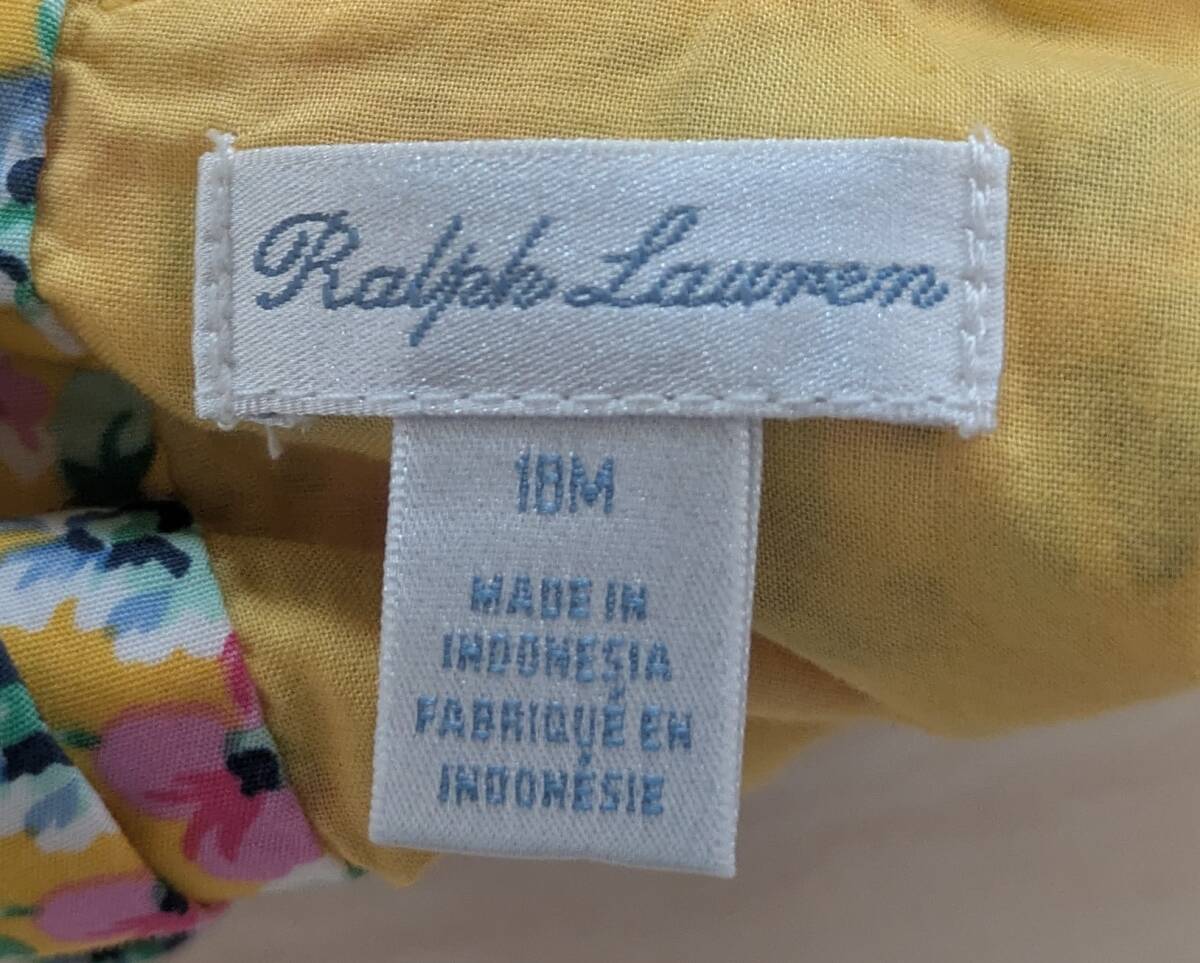 Ralph Lauren
18M
MADE IN
INDONESIA
FABRIQUÉ EN
INDONÉSIE